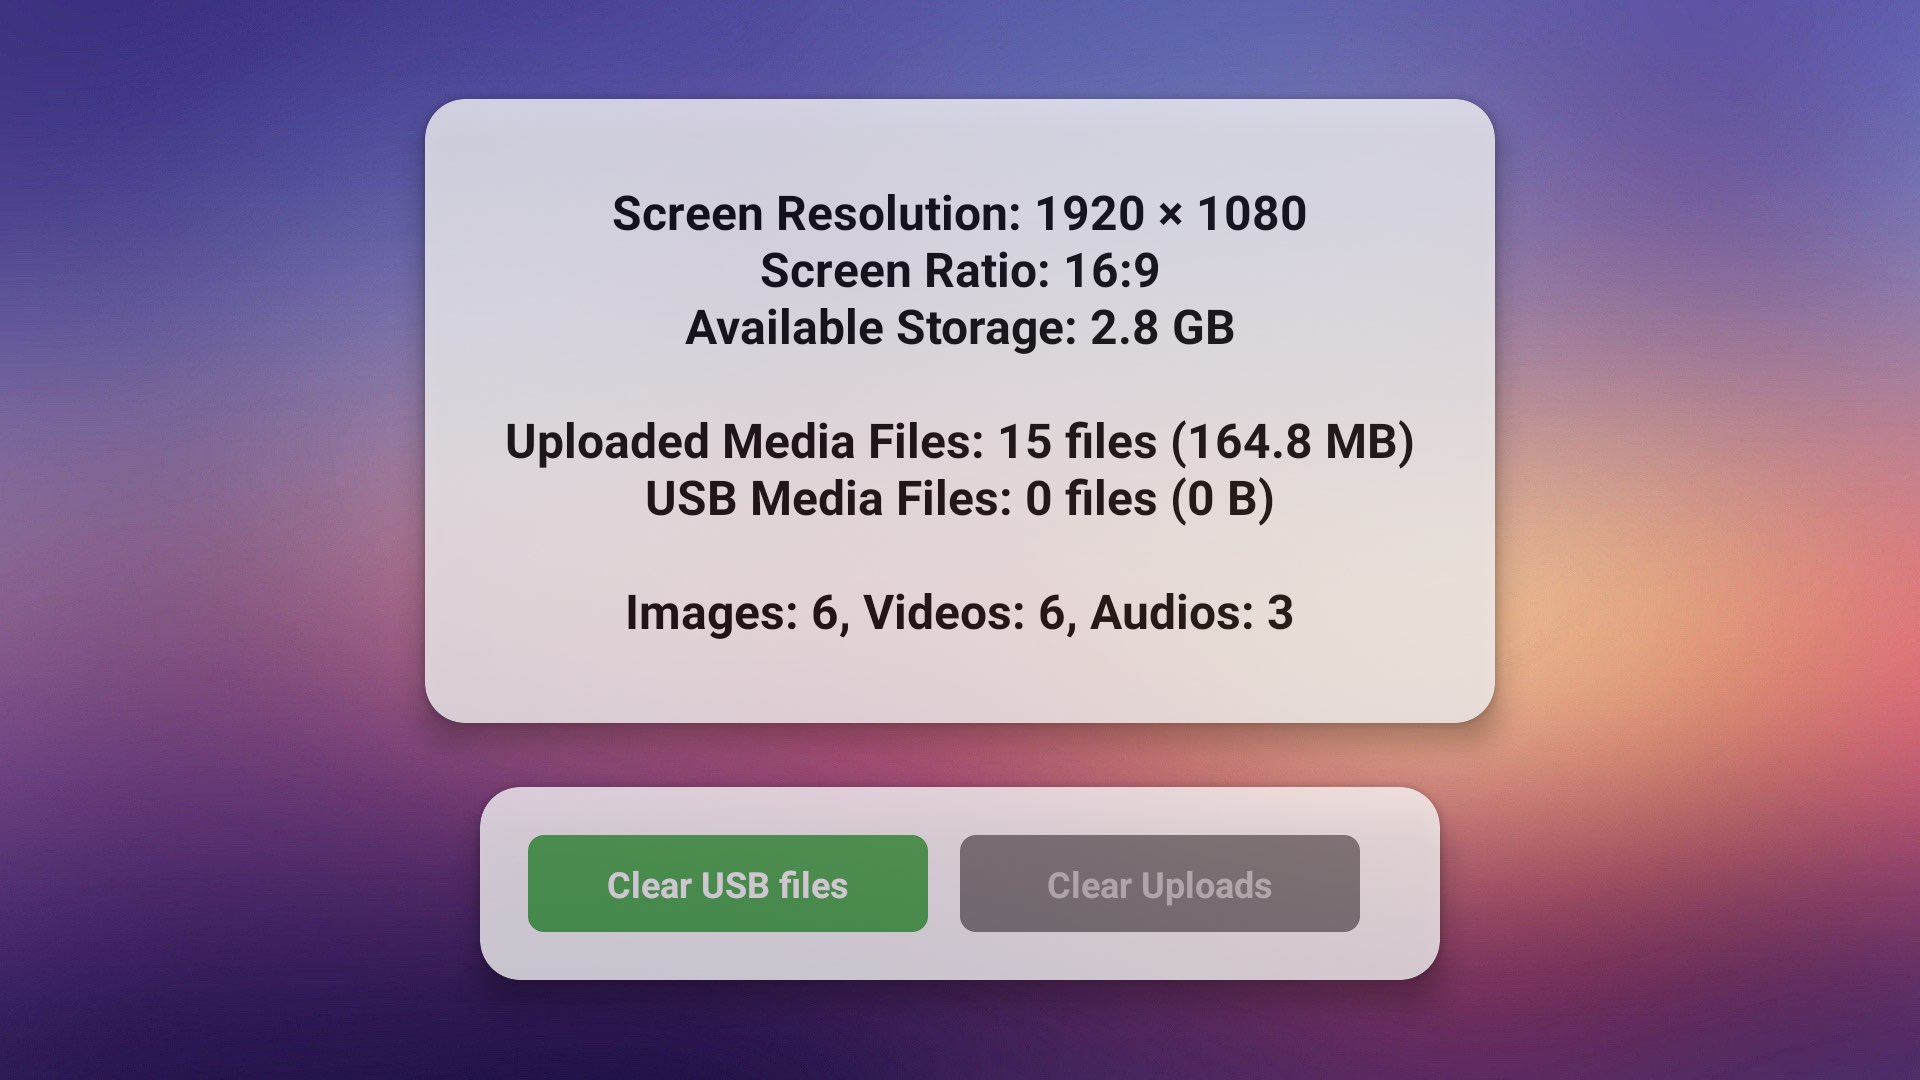 Screen Resolution: 1920 × 1080
Screen Ratio: 16:9
Available Storage: 2.8 GB
Uploaded Media Files: 15 files (164.8 MB)
USB Media Files: 0 files (0 B)
Images: 6, Videos: 6, Audios: 3
Clear USB files
Clear Uploads